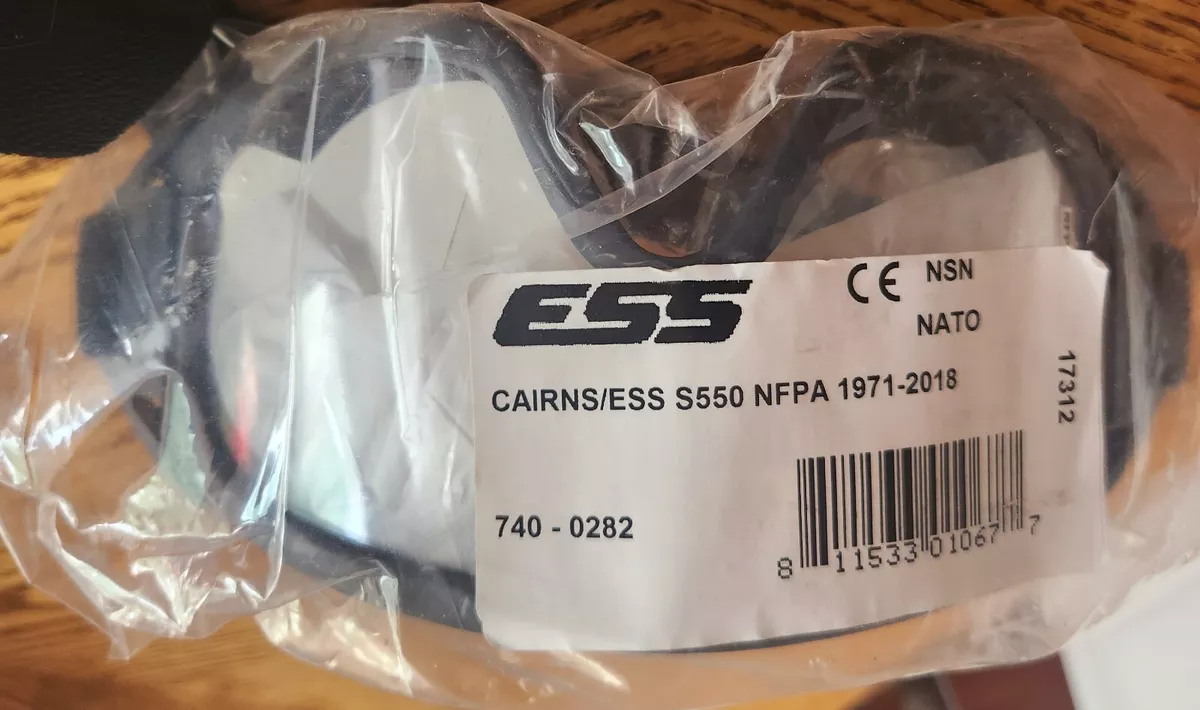 ESS
CE NSN
NATO
CAIRNS/ESS S550 NFPA 1971-2018
17312
740 - 0282
8 11533 01067 7